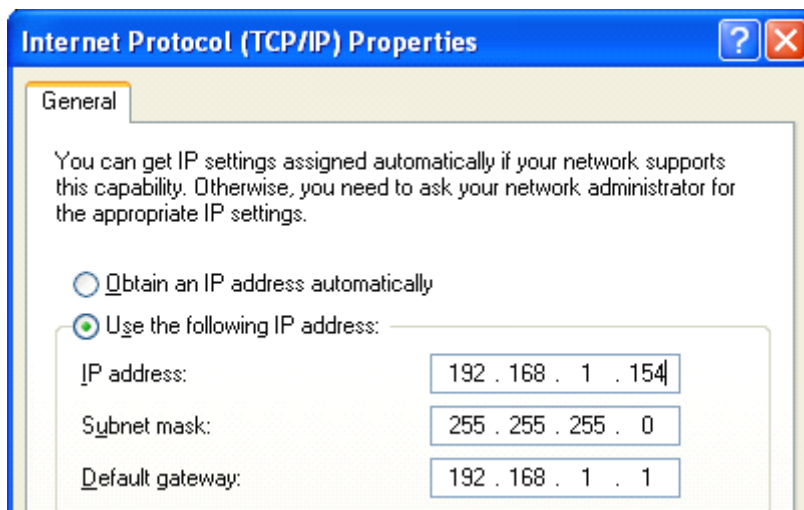 Internet Protocol (TCP/IP) Properties
General
You can get IP settings assigned automatically if your network supports
this capability. Otherwise, you need to ask your network administrator for
the appropriate IP settings.
Obtain an IP address automatically
Use the following IP address:
IP address: 192 . 168 . 1 . 154
Subnet mask: 255 . 255 . 255 . 0
Default gateway: 192 . 168 . 1 . 1